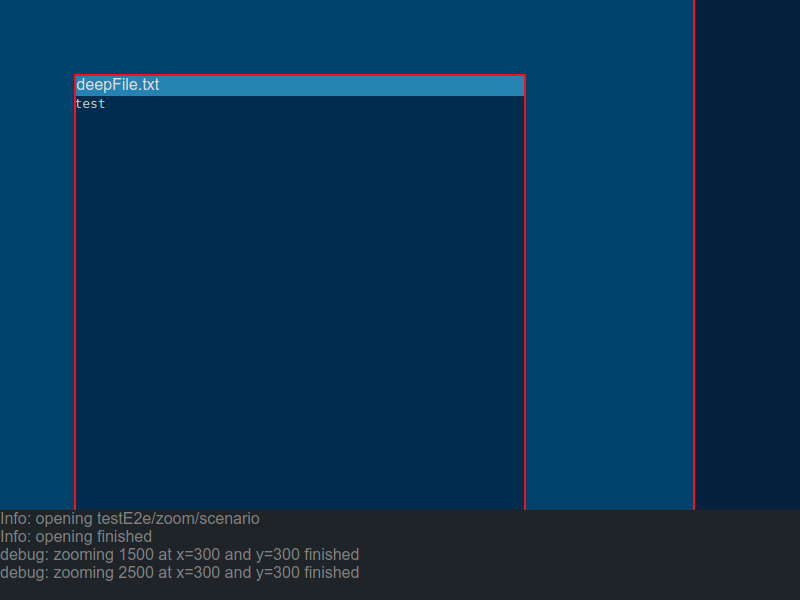 deepFile.txt
test
Info: opening testE2e/zoom/scenario
Info: opening finished
debug: zooming 1500 at x=300 and y=300 finished
debug: zooming 2500 at x=300 and y=300 finished